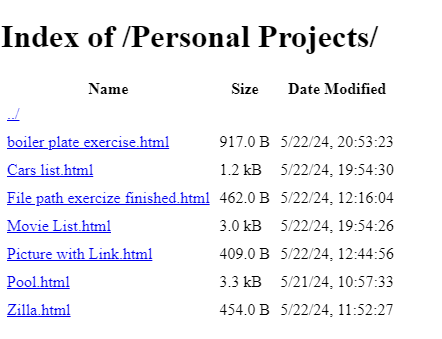 Index of /Personal Projects/
Name Size Date Modified
../
boiler plate exercise.html 917.0 B 5/22/24, 20:53:23
Cars list.html 1.2 kB 5/22/24, 19:54:30
File path exercize finished.html 462.0 B 5/22/24, 12:16:04
Movie List.html 3.0 kB 5/22/24, 19:54:26
Picture with Link.html 409.0 B 5/22/24, 12:44:56
Pool.html 3.3 kB 5/21/24, 10:57:33
Zilla.html 454.0 B 5/22/24, 11:52:27